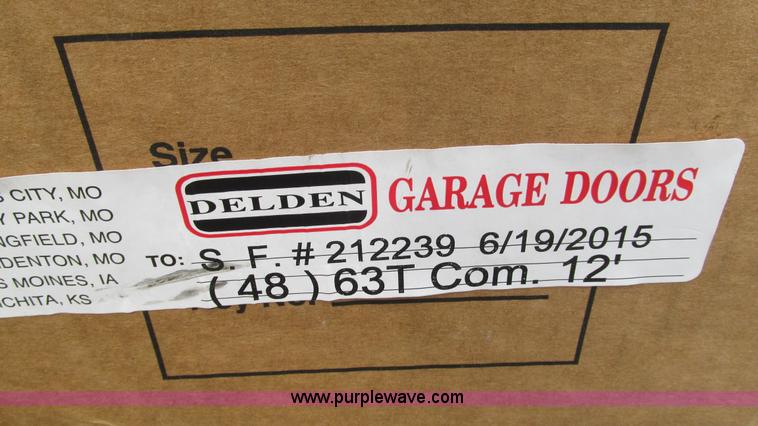 Size
DELDEN GARAGE DOORS
S CITY, MO
Y PARK, MO
NGFIELD, MO
DENTON, MO
S MOINES, IA
CHITA, KS
TO: S. F. # 212239 6/19/2015
( 48 ) 63T Com. 12'
www.purplewave.com